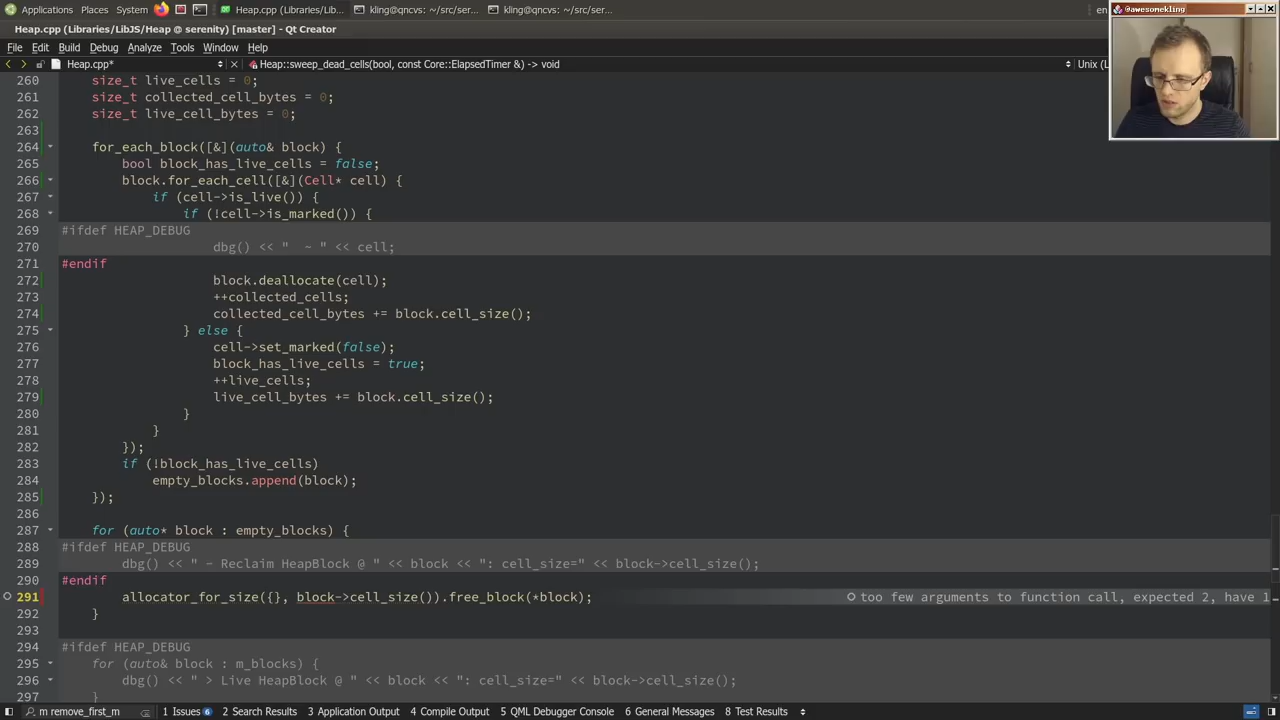 Applications Places System Heap.cpp (Libraries/Lib... kling@qncvs: ~/src/ser... kling@qncvs: ~/src/ser... en
@awesomekling
Heap.cpp (Libraries/LibJS/Heap @ serenity) [master] - Qt Creator
File Edit Build Debug Analyze Tools Window Help
Heap.cpp* Heap::sweep_dead_cells(bool, const Core::ElapsedTimer &) -> void Unix (L
260 size_t live_cells = 0;
261 size_t collected_cell_bytes = 0;
262 size_t live_cell_bytes = 0;
263
264 for_each_block([&](auto& block) {
265 bool block_has_live_cells = false;
266 block.for_each_cell([&](Cell* cell) {
267 if (cell->is_live()) {
268 if (!cell->is_marked()) {
269 #ifdef HEAP_DEBUG
270 dbg() << "  ~ " << cell;
271 #endif
272 block.deallocate(cell);
273 ++collected_cells;
274 collected_cell_bytes += block.cell_size();
275 } else {
276 cell->set_marked(false);
277 block_has_live_cells = true;
278 ++live_cells;
279 live_cell_bytes += block.cell_size();
280 }
281 }
282 });
283 if (!block_has_live_cells)
284 empty_blocks.append(block);
285 });
286
287 for (auto* block : empty_blocks) {
288 #ifdef HEAP_DEBUG
289 dbg() << " - Reclaim HeapBlock @ " << block << ": cell_size=" << block->cell_size();
290 #endif
291 allocator_for_size({}, block->cell_size()).free_block(*block); too few arguments to function call, expected 2, have 1
292 }
293
294 #ifdef HEAP_DEBUG
295 for (auto& block : m_blocks) {
296 dbg() << " > Live HeapBlock @ " << block << ": cell_size=" << block->cell_size();
297 }
m remove_first_m 1 Issues 6 2 Search Results 3 Application Output 4 Compile Output 5 QML Debugger Console 6 General Messages 8 Test Results